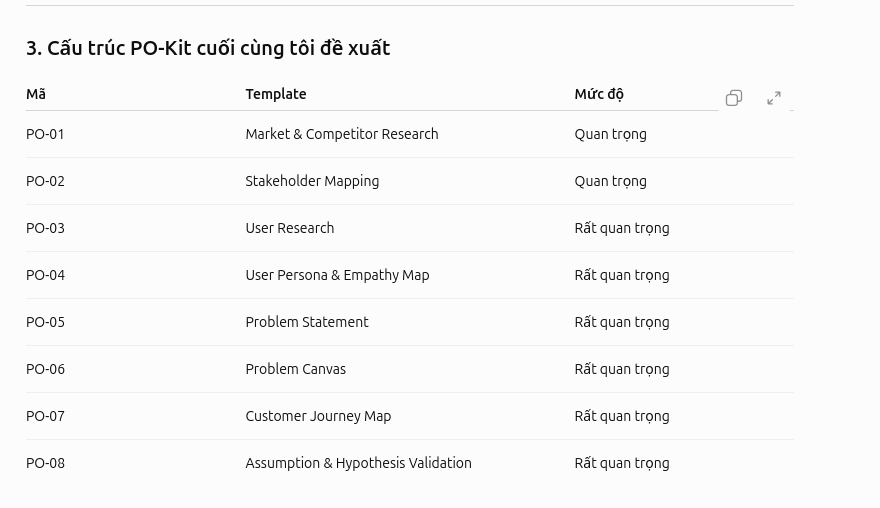 3. Cấu trúc PO-Kit cuối cùng tôi đề xuất
Mã Template Mức độ
PO-01 Market & Competitor Research Quan trọng
PO-02 Stakeholder Mapping Quan trọng
PO-03 User Research Rất quan trọng
PO-04 User Persona & Empathy Map Rất quan trọng
PO-05 Problem Statement Rất quan trọng
PO-06 Problem Canvas Rất quan trọng
PO-07 Customer Journey Map Rất quan trọng
PO-08 Assumption & Hypothesis Validation Rất quan trọng